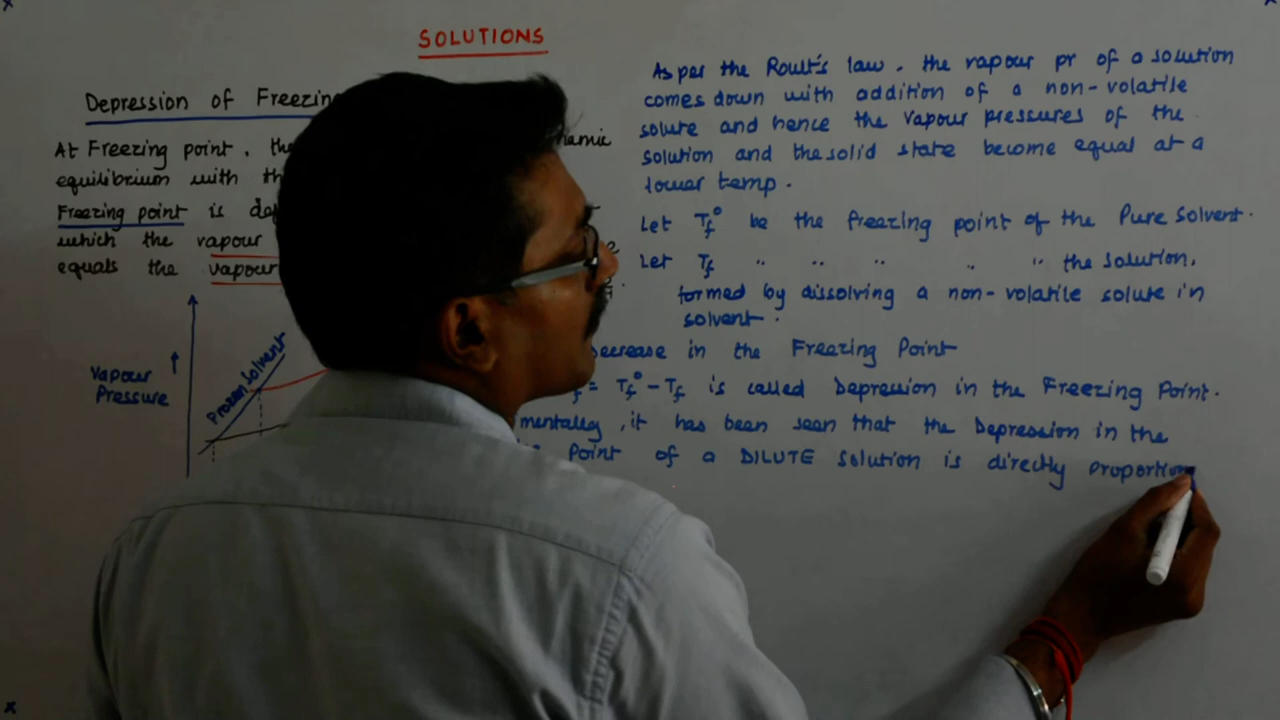 SOLUTIONS
Depression of Freezin
At Freezing point, the
namic
equilibrium with th
Freezing point is def
which the vapour
equals the vapour
Vapour
Pressure
Frozen Solvent
As per the Roult's law, the vapour pr of a solution
comes down with addition of a non-volatile
solute and hence the vapour pressures of the
solution and the solid state become equal at a
lower temp.
Let Tf° be the freezing point of the Pure Solvent.
Let Tf " " " " " the solution,
formed by dissolving a non-volatile solute in
solvent.
Decrease in the Freezing Point
f = Tf° - Tf is called Depression in the Freezing Point.
mentally, it has been seen that the Depression in the
Point of a DILUTE solution is directly proportion